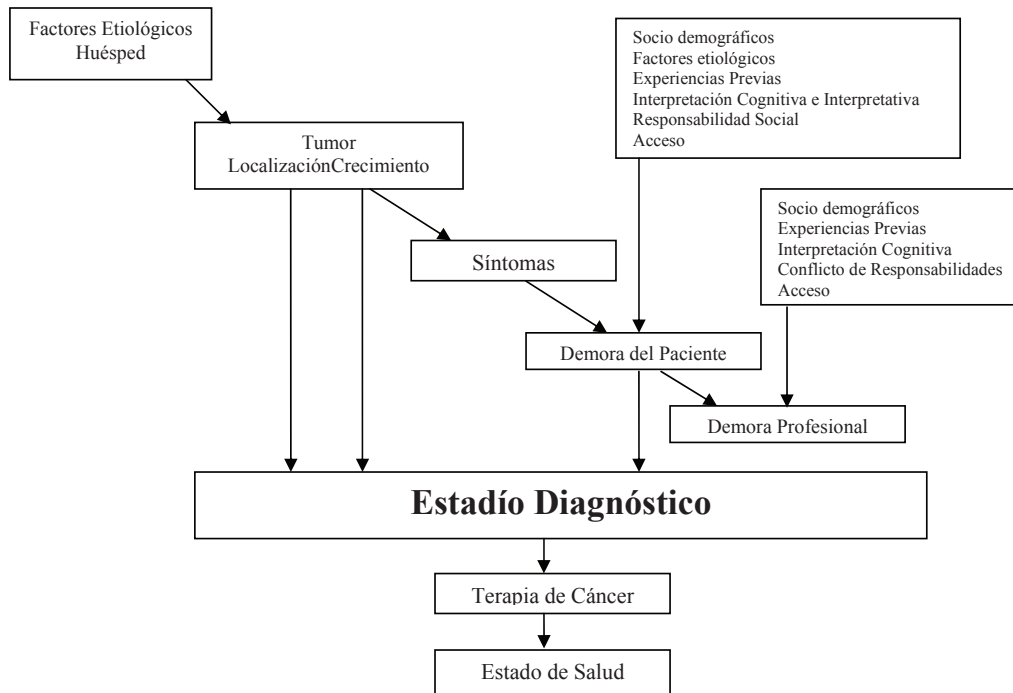 Factores Etiológicos
Huésped
Socio demográficos
Factores etiológicos
Experiencias Previas
Interpretación Cognitiva e Interpretativa
Responsabilidad Social
Acceso
Tumor
LocalizaciónCrecimiento
Socio demográficos
Experiencias Previas
Interpretación Cognitiva
Conflicto de Responsabilidades
Acceso
Síntomas
Demora del Paciente
Demora Profesional
Estadío Diagnóstico
Terapia de Cáncer
Estado de Salud